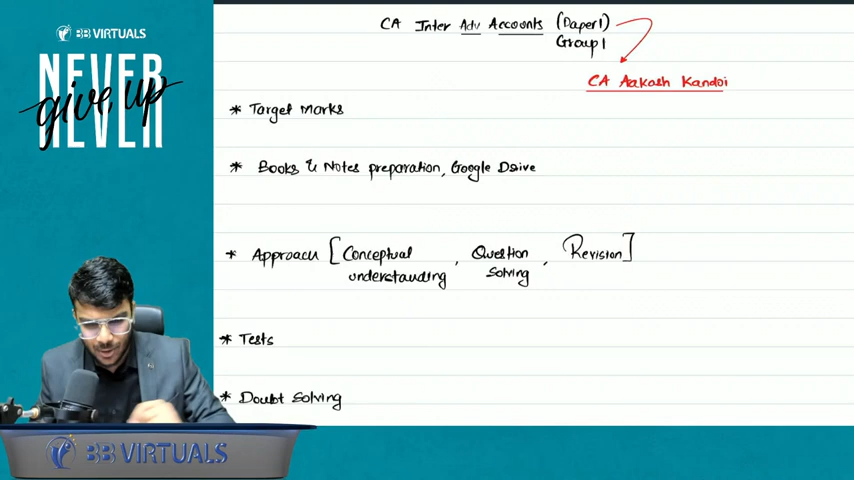 BB VIRTUALS
NEVER
give up
NEVER
CA Inter Adv Accounts (Paper 1)
Group 1
CA Aakash Kandoi
* Target Marks
* Books & Notes preparation, Google Drive
* Approach [Conceptual understanding, Question solving, Revision]
* Tests
* Doubt Solving
BB VIRTUALS